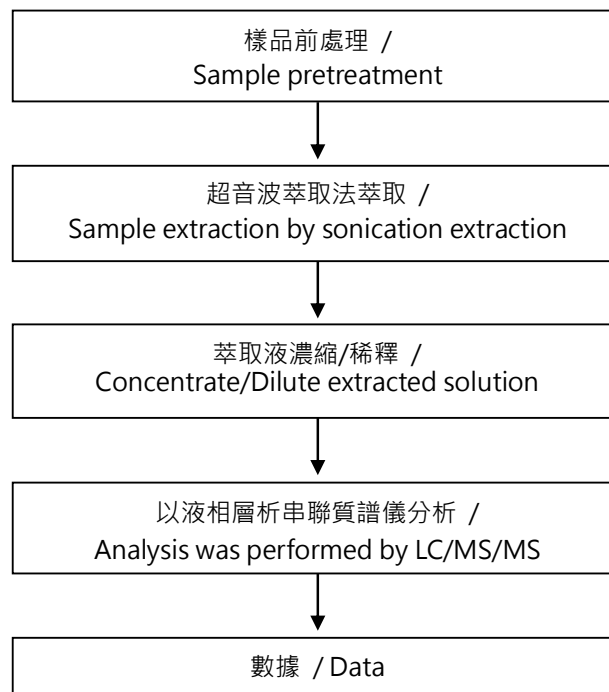 樣品前處理 /
Sample pretreatment
超音波萃取法萃取 /
Sample extraction by sonication extraction
萃取液濃縮/稀釋 /
Concentrate/Dilute extracted solution
以液相層析串聯質譜儀分析 /
Analysis was performed by LC/MS/MS
數據 / Data